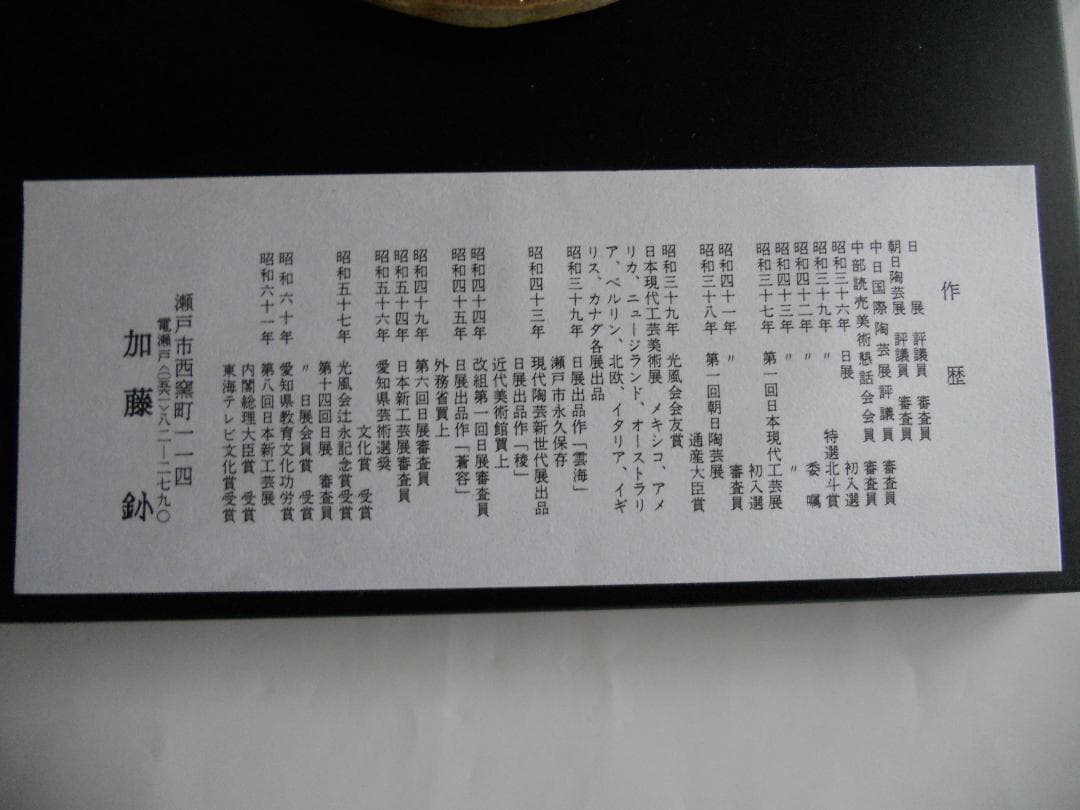 作歴
日展 評議員 審査員
朝日陶芸展 評議員 審査員
中日国際陶芸展評議員 審査員
中部読売美術懇話会会員 審査員
昭和三十六年 日展 初入選
昭和三十九年 〃 特選北斗賞
昭和四十二年 〃 委嘱
昭和四十三年 〃 〃
昭和三十七年 第一回日本現代工芸展 初入選
昭和四十一年 〃 審査員
昭和三十八年 第一回朝日陶芸展 通産大臣賞
昭和三十九年 光風会会友賞
日本現代工芸美術展 メキシコ、アメ
リカ、ニュージランド、オーストラリ
ア、ベルリン、北欧、イタリア、イギ
リス、カナダ各展出品
昭和三十九年 日展出品作「雲海」
瀬戸市永久保存
昭和四十三年 現代陶芸新世代展出品
日展出品作「稜」
近代美術館買上
昭和四十四年 改組第一回日展審査員
昭和四十五年 日展出品作「蒼容」
外務省買上
昭和四十九年 第六回日展審査員
昭和五十四年 日本新工芸展審査員
昭和五十六年 愛知県芸術選奨
文化賞 受賞
昭和五十七年 光風会辻永記念賞受賞
第十四回日展 審査員
〃 日展会員賞 受賞
昭和六十年 愛知県教育文化功労賞
昭和六十一年 第八回日本新工芸展
内閣総理大臣賞 受賞
東海テレビ文化賞受賞
瀬戸市西窯町一一四
電瀬戸〈〇五六一〉八二―二七九〇
加藤 鈔